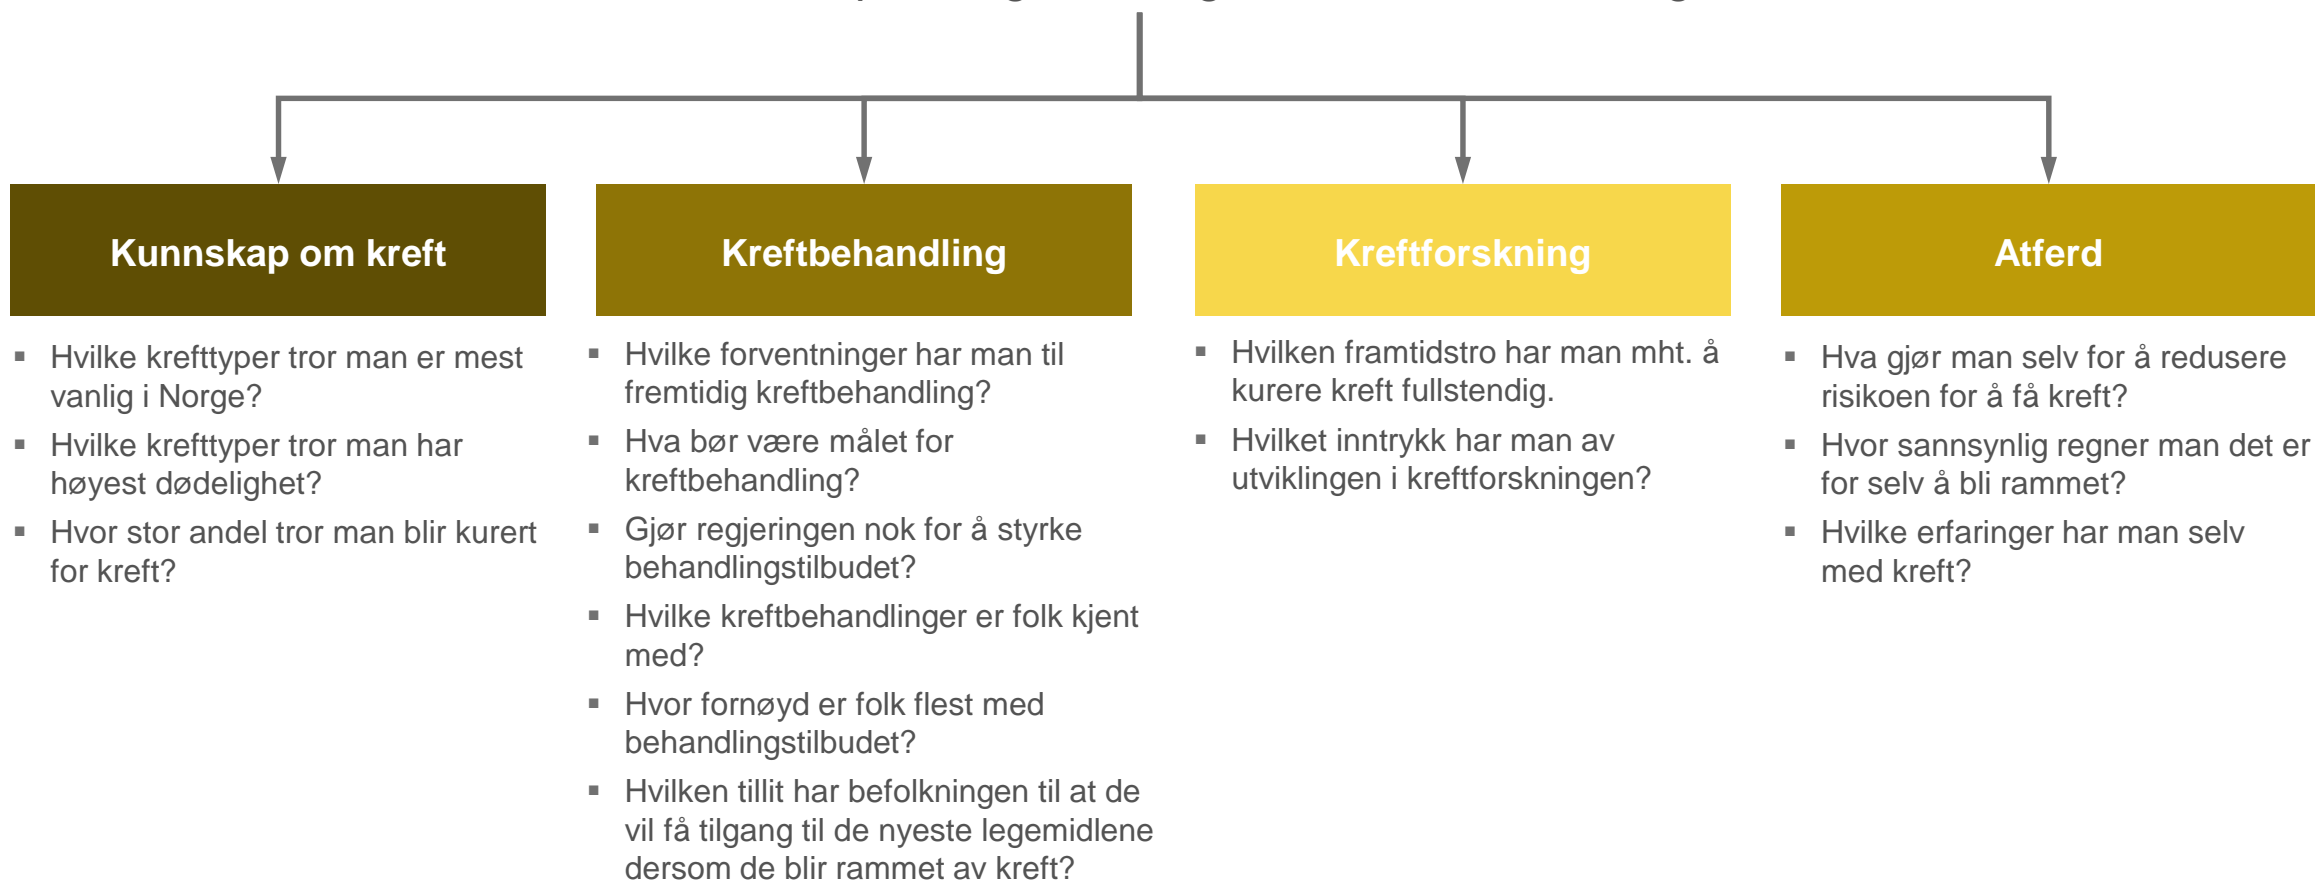 Kunnskap om kreft
Hvilke krefttyper tror man er mest
vanlig i Norge?
Hvilke krefttyper tror man har
høyest dødelighet?
Hvor stor andel tror man blir kurert
for kreft?
Kreftbehandling
Hvilke forventninger har man til
fremtidig kreftbehandling?
Hva bør være målet for
kreftbehandling?
Gjør regjeringen nok for å styrke
behandlingstilbudet?
Hvilke kreftbehandlinger er folk kjent
med?
Hvor fornøyd er folk flest med
behandlingstilbudet?
Hvilken tillit har befolkningen til at de
vil få tilgang til de nyeste legemidlene
dersom de blir rammet av kreft?
Kreftforskning
Hvilken framtidstro har man mht. å
kurere kreft fullstendig.
Hvilket inntrykk har man av
utviklingen i kreftforskningen?
Atferd
Hva gjør man selv for å redusere
risikoen for å få kreft?
Hvor sannsynlig regner man det er
for selv å bli rammet?
Hvilke erfaringer har man selv
med kreft?